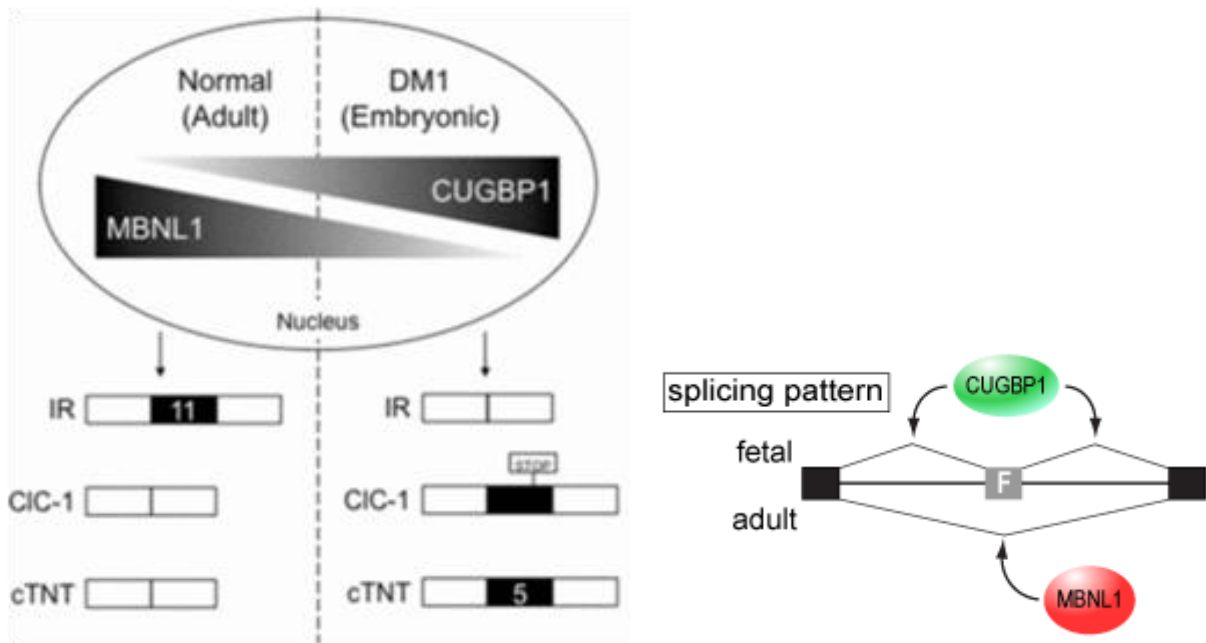 Normal
(Adult)
DM1
(Embryonic)
CUGBP1
MBNL1
Nucleus
IR
11
IR
ClC-1
ClC-1
STOP
cTNT
cTNT
5
splicing pattern
CUGBP1
fetal
F
adult
MBNL1